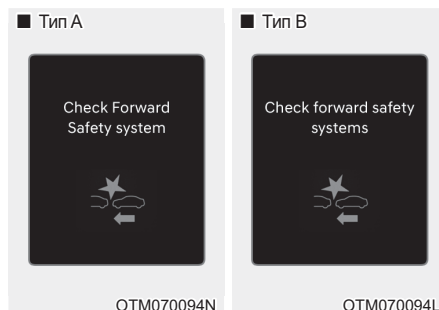 ■ Тип А
Check Forward
Safety system
OTM070094N
■ Тип В
Check forward safety
systems
OTM070094L